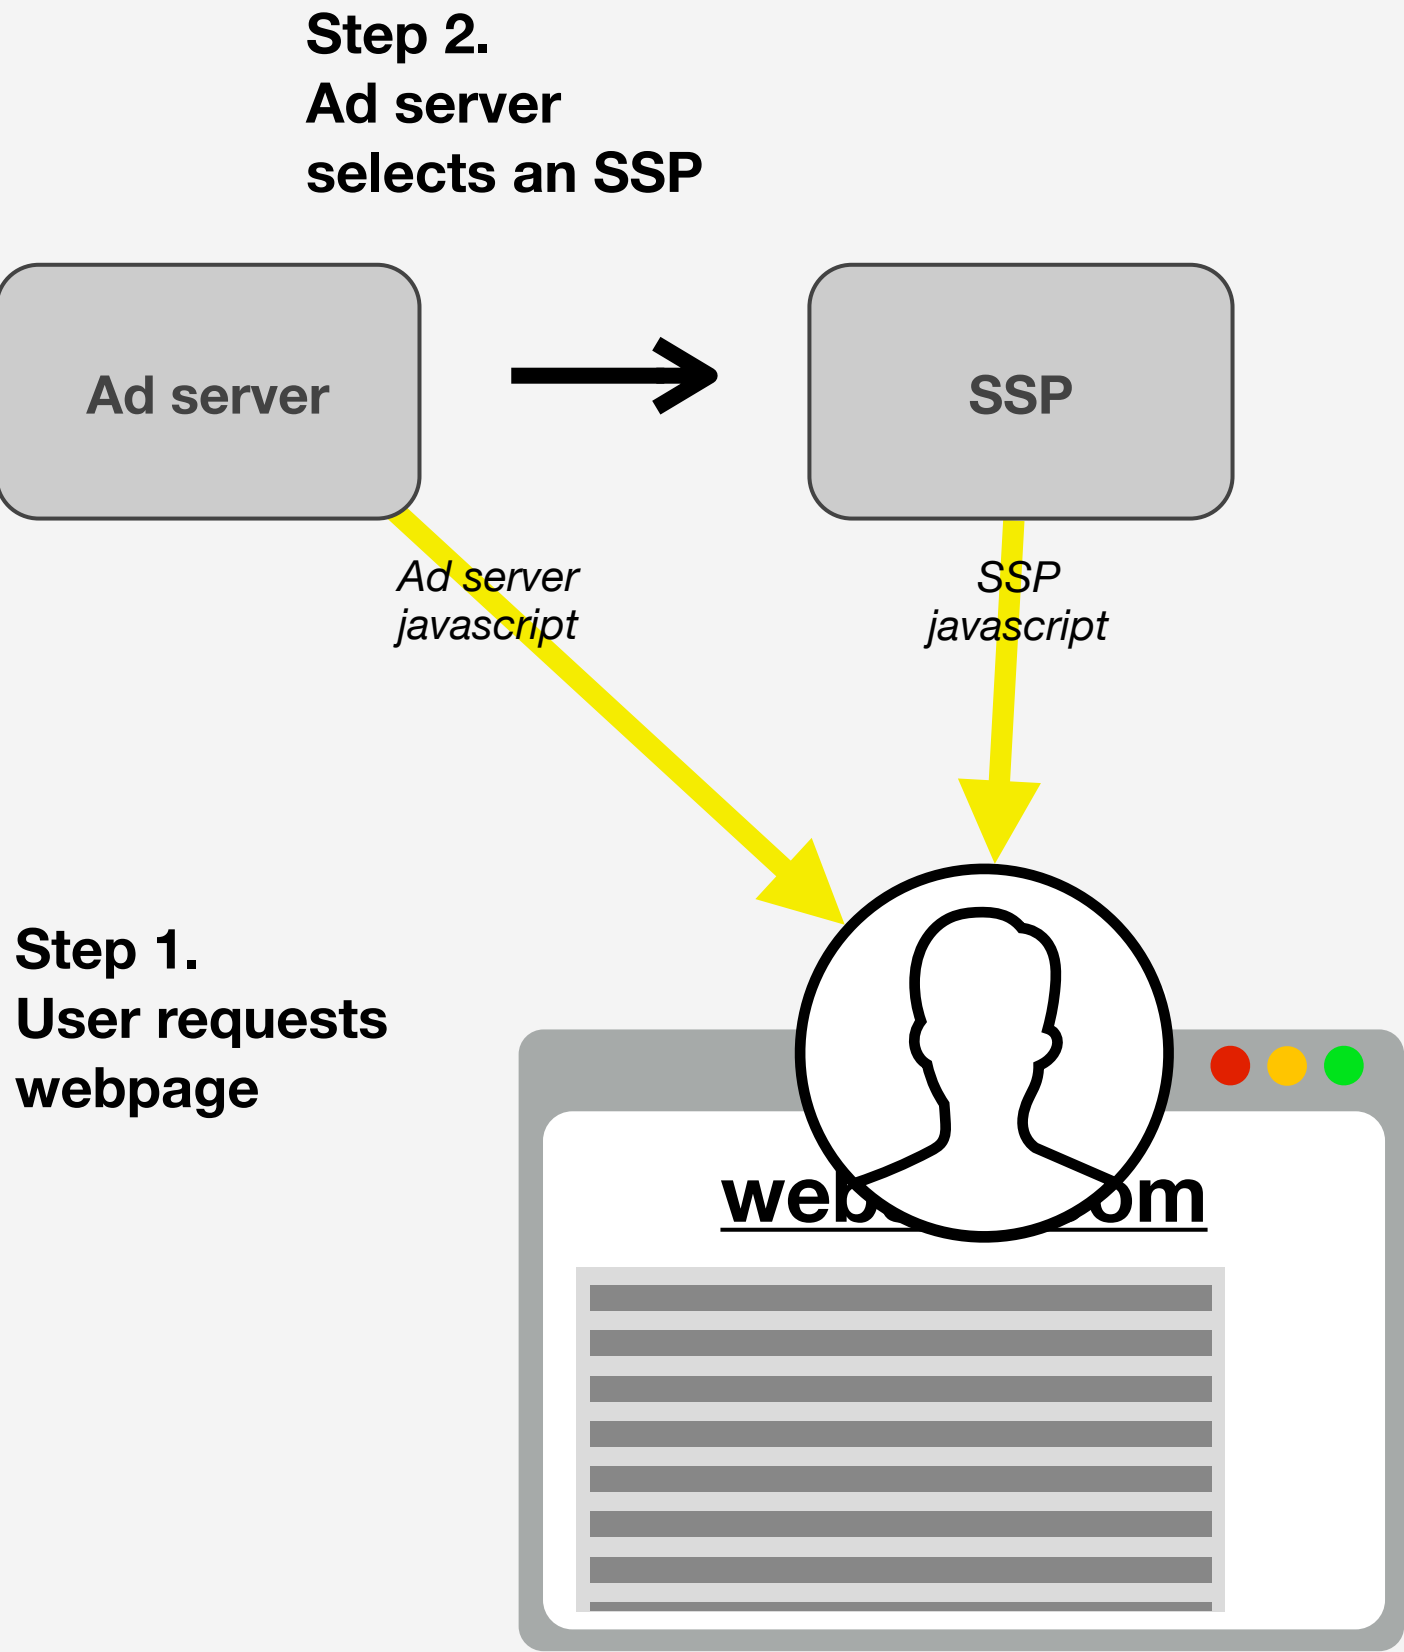 Step 2.
Ad server
selects an SSP
Ad server
SSP
Ad server
javascript
SSP
javascript
Step 1.
User requests
webpage